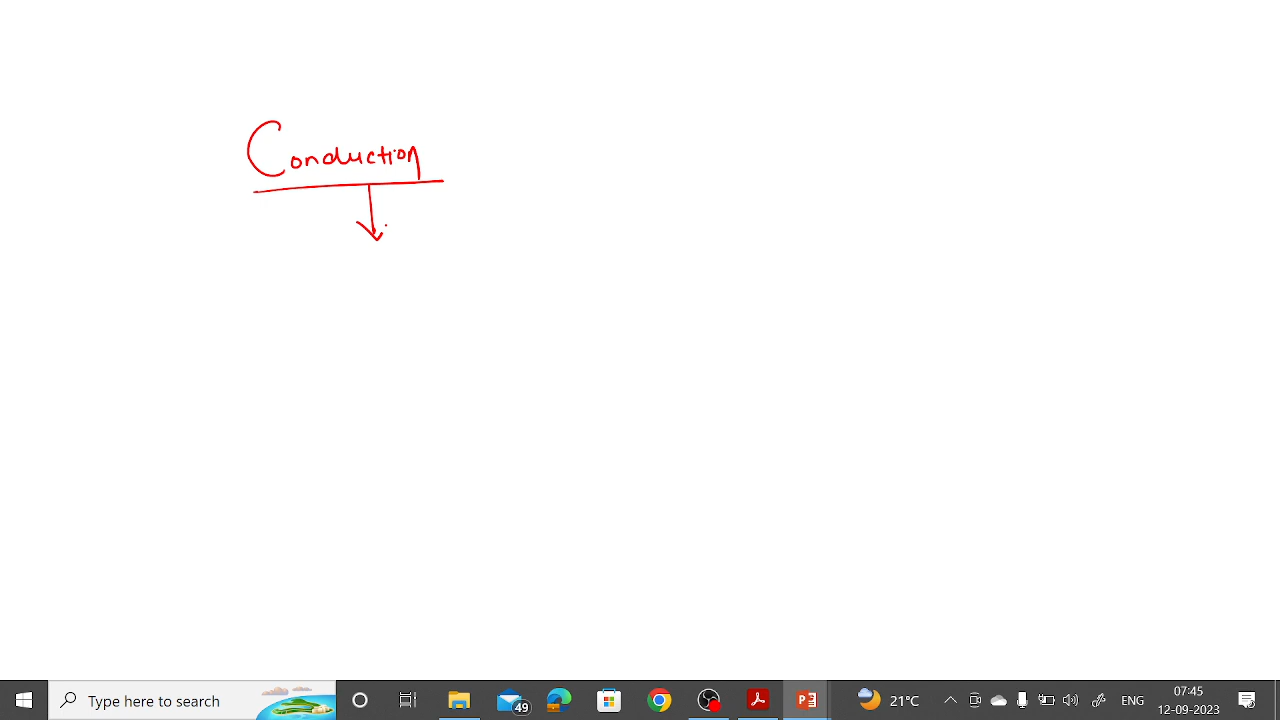 Conduction
Type here to search
49
21°C
ENG
07:45
12-09-2023